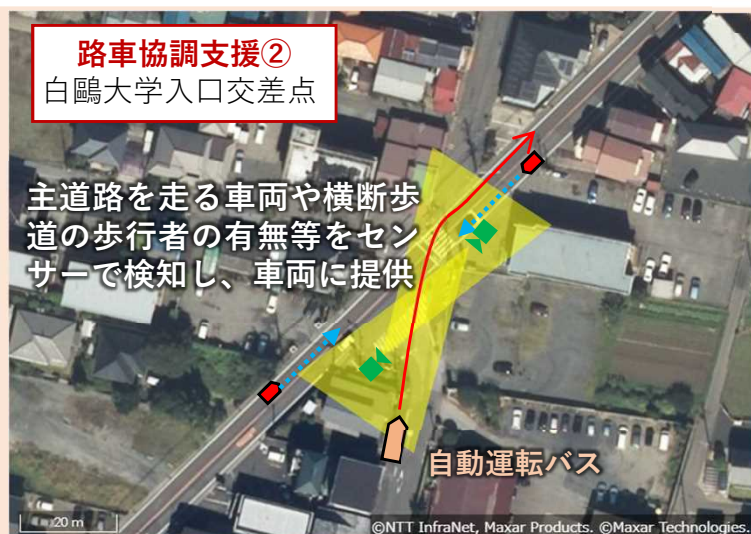 路車協調支援②
白鷗大学入口交差点
主道路を走る車両や横断歩
道の歩行者の有無等をセン
サーで検知し、車両に提供
自動運転バス
20 m
©NTT InfraNet, Maxar Products. ©Maxar Technologies.